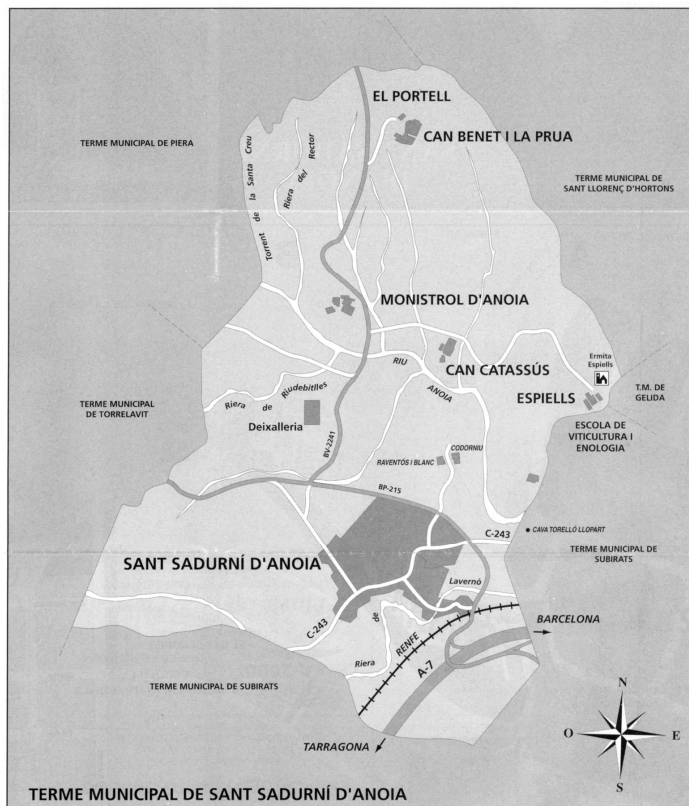 EL PORTELL
CAN BENET I LA PRUA
TERME MUNICIPAL DE PIERA
Torrent de la Santa Creu
Riera del Rector
TERME MUNICIPAL DE
SANT LLORENÇ D'HORTONS
MONISTROL D'ANOIA
RIU
ANOIA
CAN CATASSÚS
Ermita
Espiells
ESPIELLS
T.M. DE
GELIDA
TERME MUNICIPAL
DE TORRELAVIT
Riera de Riudebitlles
Deixalleria
ESCOLA DE
VITICULTURA I
ENOLOGIA
BV-2241
CODORNIU
RAVENTÓS I BLANC
BP-215
C-243
CAVA TORELLÓ LLOPART
SANT SADURNÍ D'ANOIA
TERME MUNICIPAL DE
SUBIRATS
Riera de Lavernó
C-243
BARCELONA
RENFE
A-7
TERME MUNICIPAL DE SUBIRATS
TARRAGONA
N
O
E
S
TERME MUNICIPAL DE SANT SADURNÍ D'ANOIA